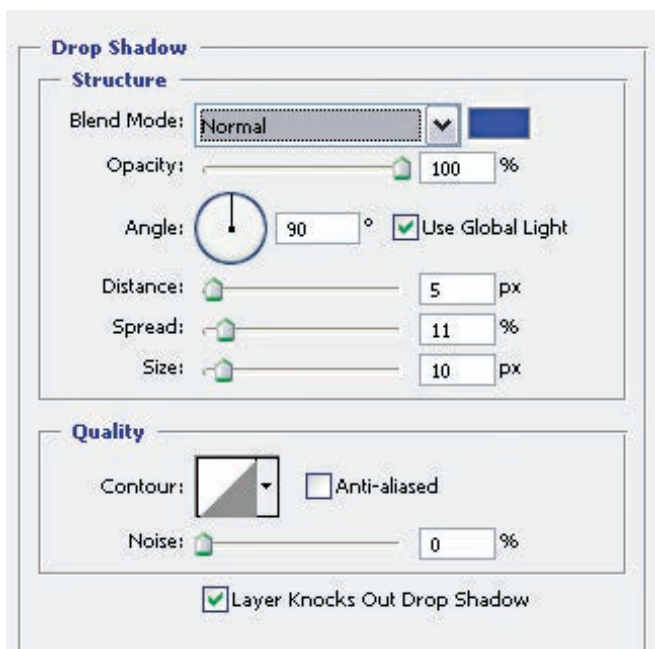 Drop Shadow
Structure
Blend Mode: Normal
Opacity: 100 %
Angle: 90 ° Use Global Light
Distance: 5 px
Spread: 11 %
Size: 10 px
Quality
Contour: Anti-aliased
Noise: 0 %
Layer Knocks Out Drop Shadow